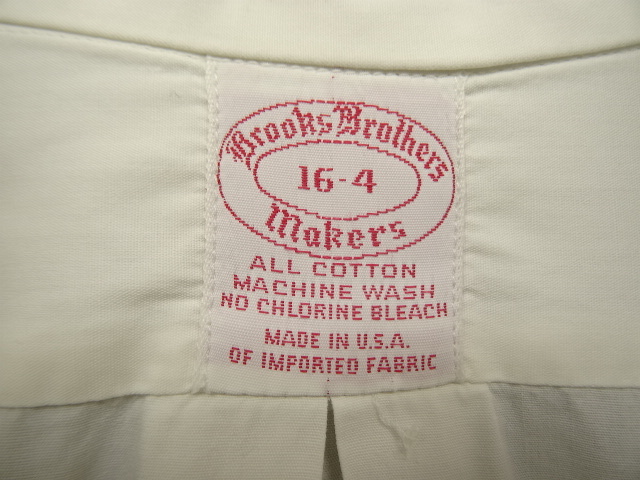 Brooks Brothers
16-4
Makers
ALL COTTON
MACHINE WASH
NO CHLORINE BLEACH
MADE IN U.S.A.
OF IMPORTED FABRIC